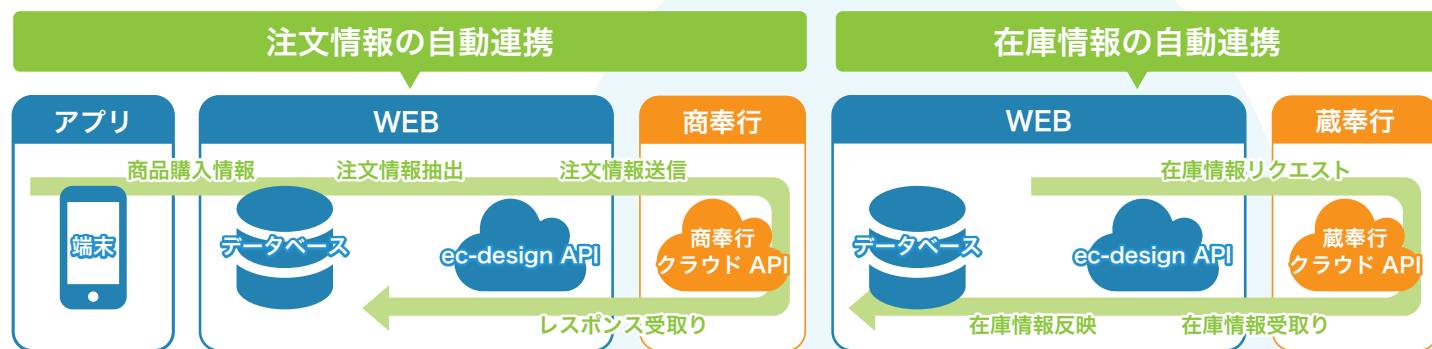 注文情報の自動連携
アプリ
WEB
商奉行
商品購入情報
注文情報抽出
注文情報送信
端末
データベース
ec-design API
商奉行
クラウド API
レスポンス受取り
在庫情報の自動連携
WEB
蔵奉行
在庫情報リクエスト
データベース
ec-design API
蔵奉行
クラウド API
在庫情報反映
在庫情報受取り